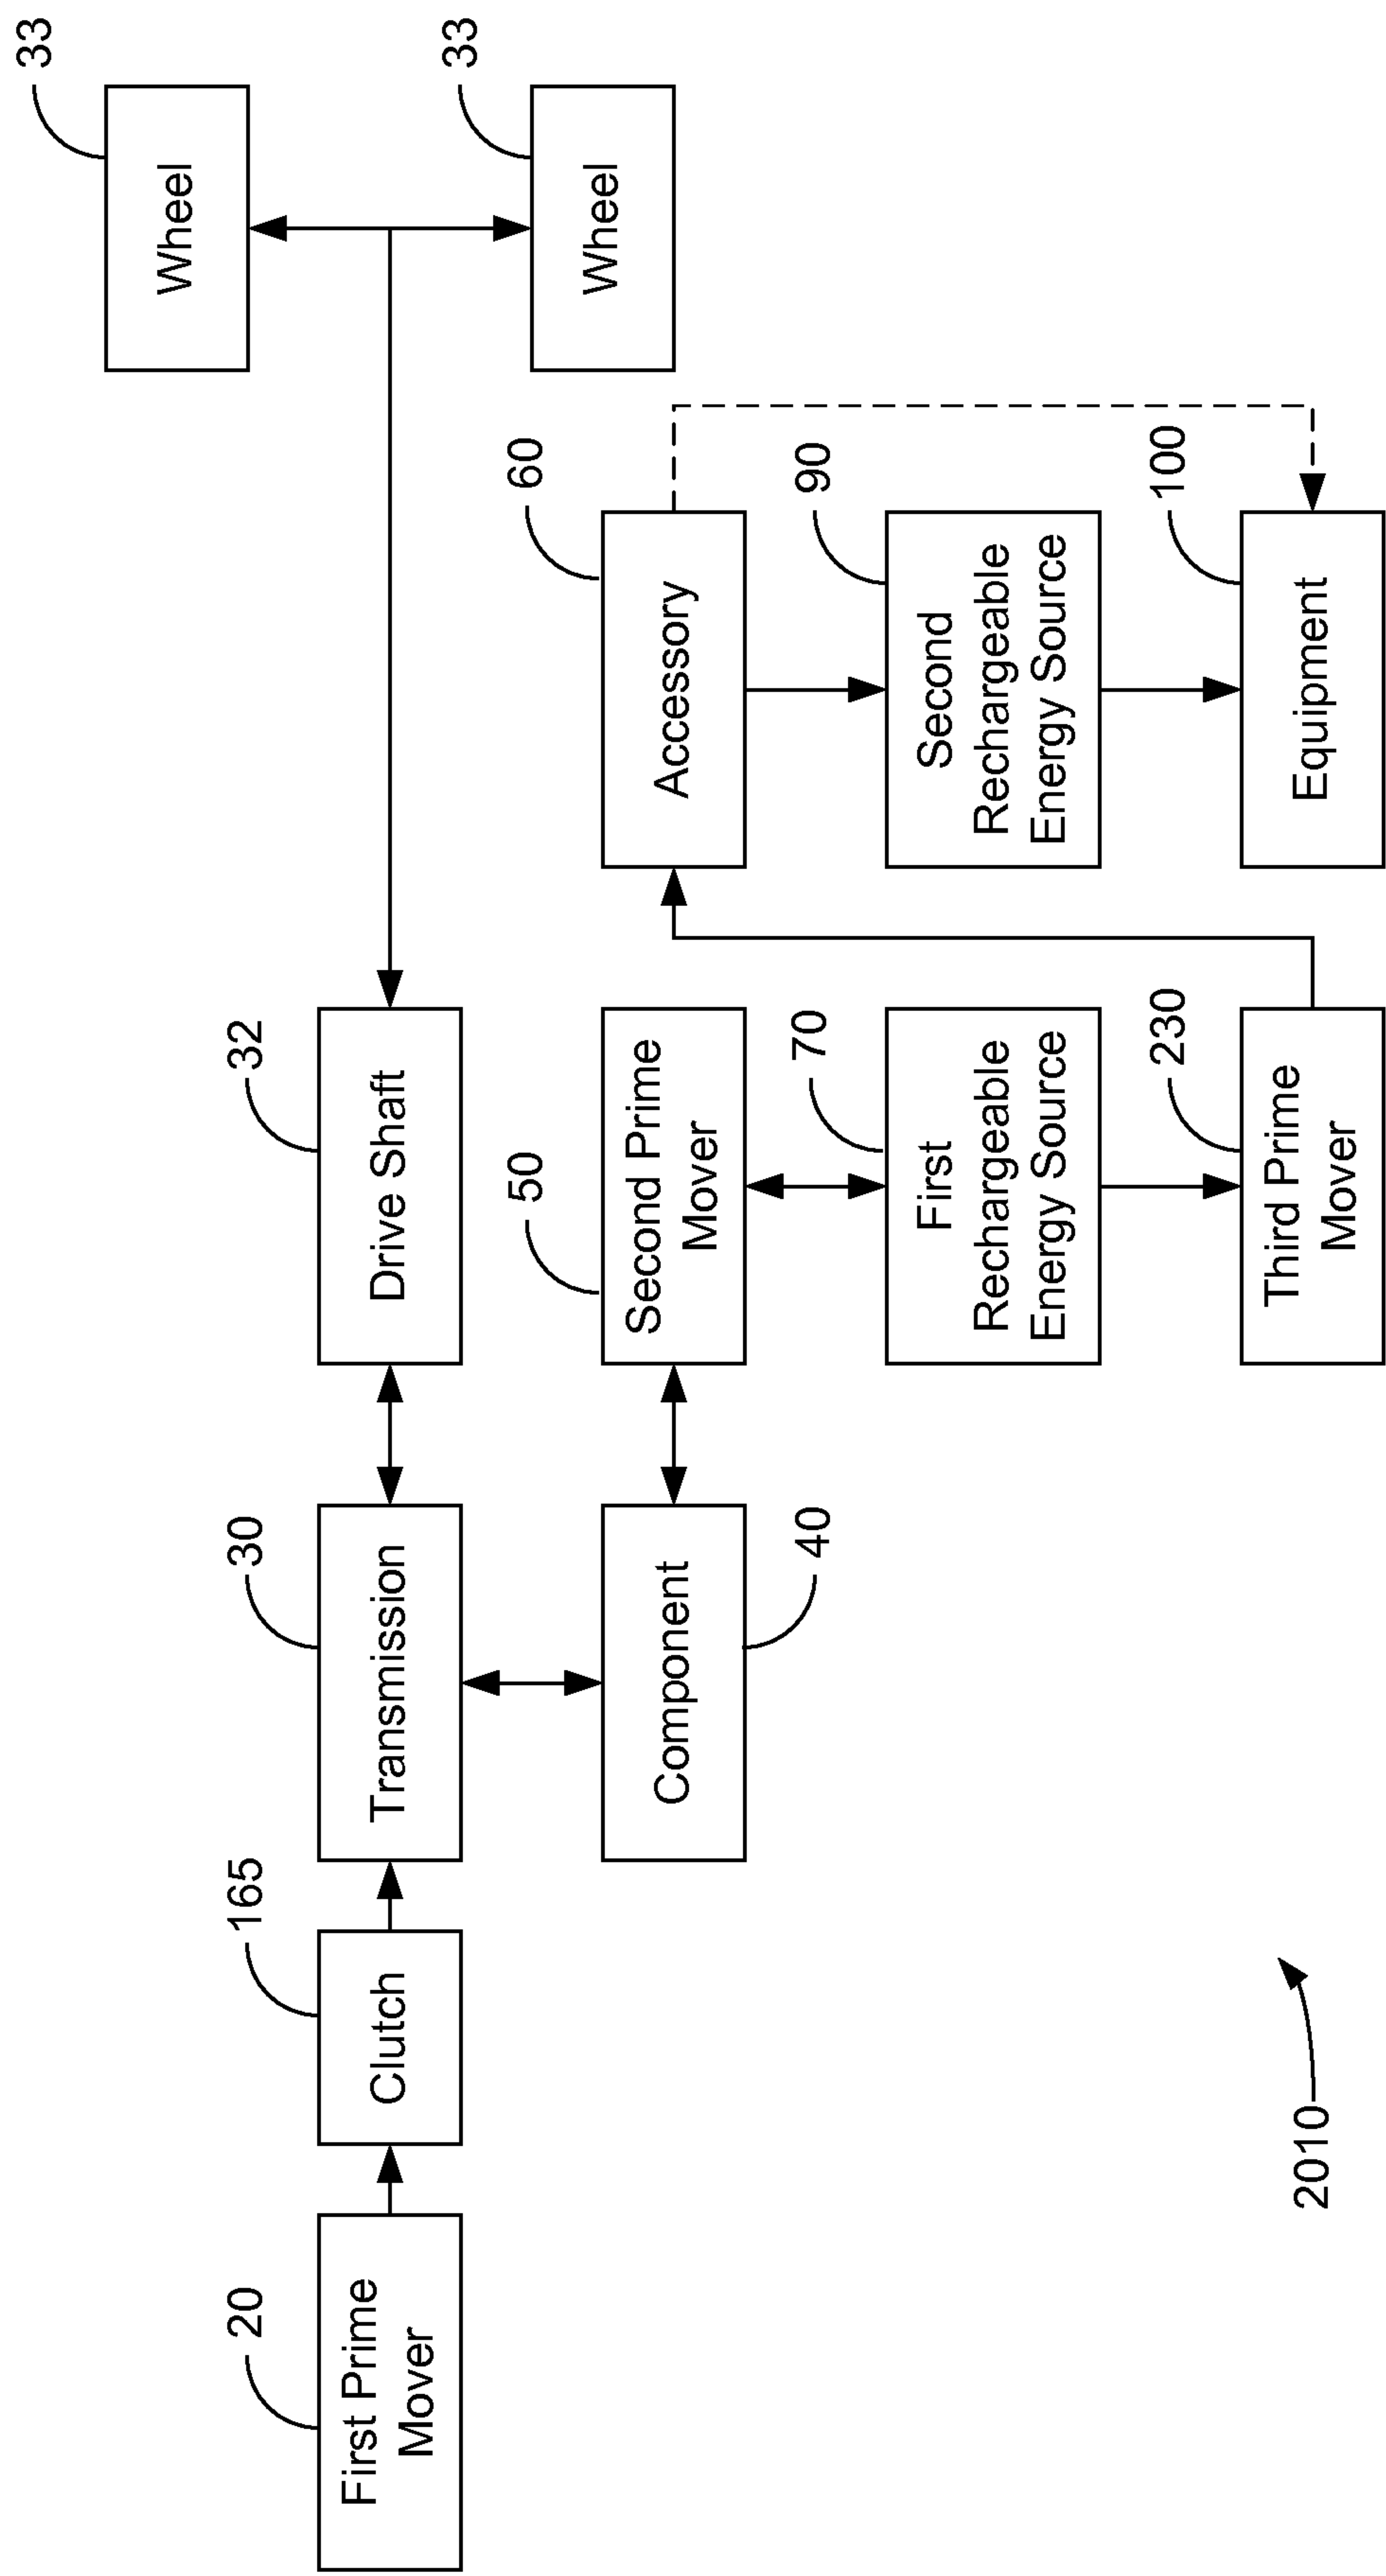 33
Wheel
33
Wheel
20
First Prime
Mover
165
Clutch
30
Transmission
32
Drive Shaft
Component
40
50
Second Prime
Mover
60
Accessory
70
First
Rechargeable
Energy Source
90
Second
Rechargeable
Energy Source
230
Third Prime
Mover
100
Equipment
2010